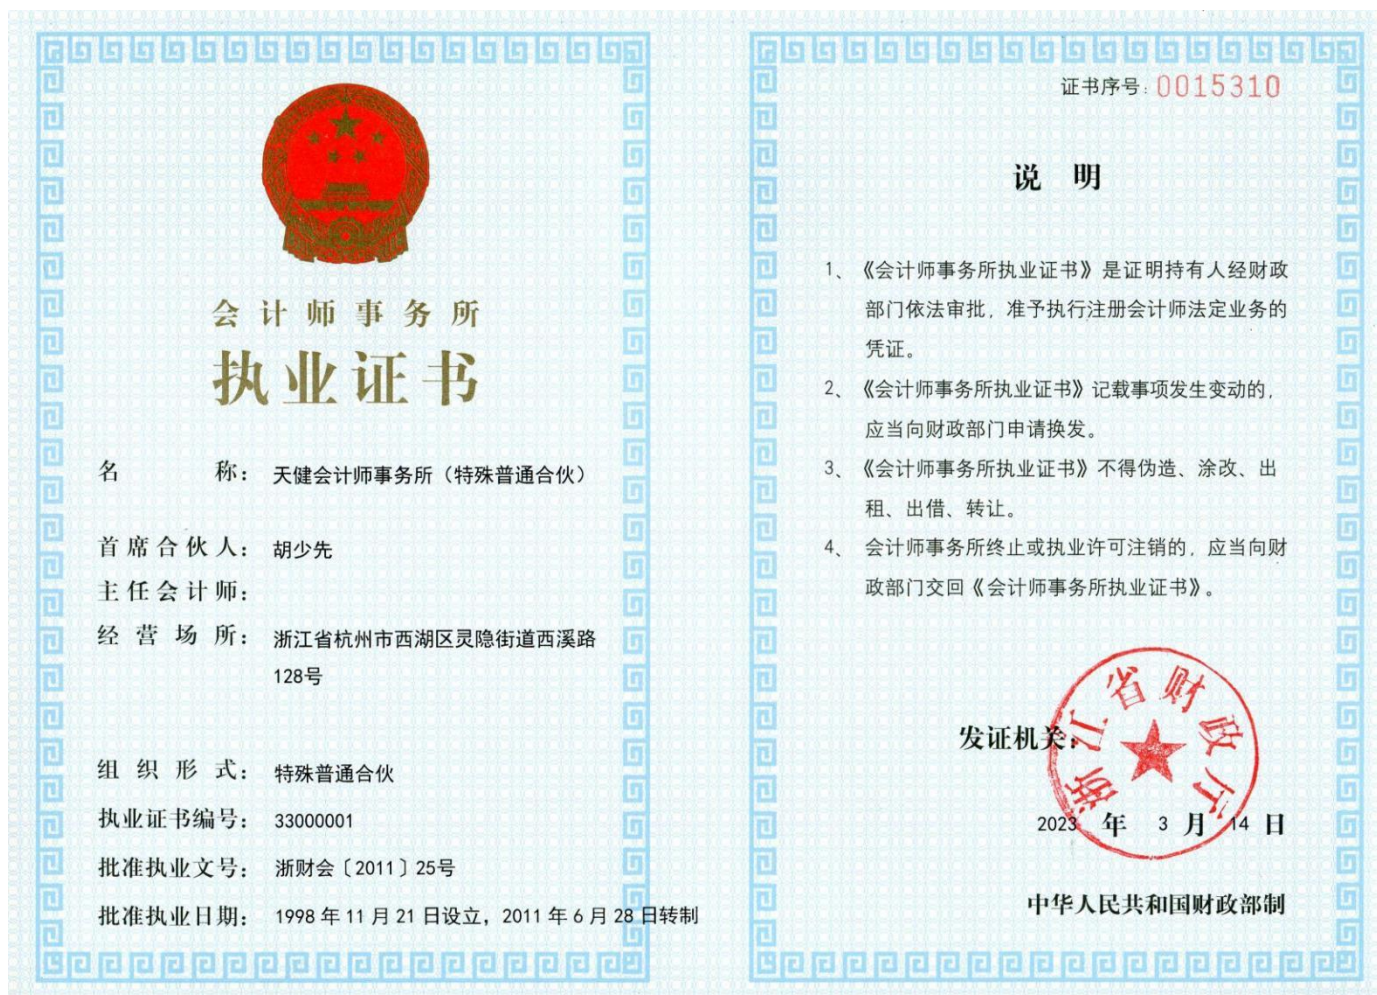 会计师事务所
执业证书
名称：天健会计师事务所（特殊普通合伙）
首席合伙人：胡少先
主任会计师：
经营场所：浙江省杭州市西湖区灵隐街道西溪路
128号
组织形式：特殊普通合伙
执业证书编号：33000001
批准执业文号：浙财会〔2011〕25号
批准执业日期：1998年11月21日设立，2011年6月28日转制
证书序号：0015310
说明
1、《会计师事务所执业证书》是证明持有人经财政
部门依法审批，准予执行注册会计师法定业务的
凭证。
2、《会计师事务所执业证书》记载事项发生变动的，
应当向财政部门申请换发。
3、《会计师事务所执业证书》不得伪造、涂改、出
租、出借、转让。
4、会计师事务所终止或执业许可注销的，应当向财
政部门交回《会计师事务所执业证书》。
发证机关：
浙江省财政厅
2023年3月14日
中华人民共和国财政部制